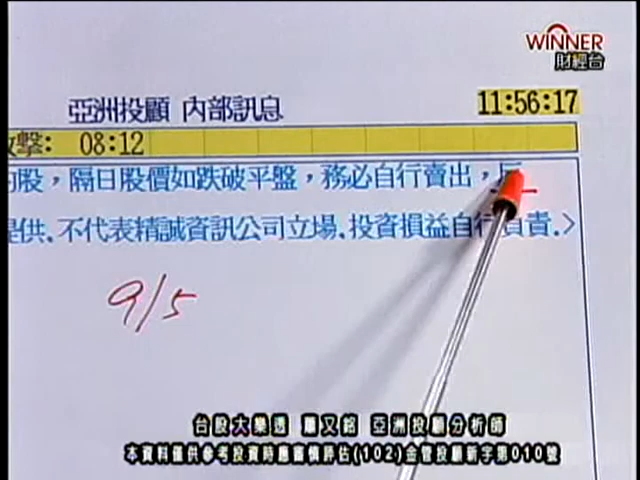 WINNER
財經台
亞洲投顧 內部訊息
11:56:17
攻擊: 08:12
的股，隔日股價如跌破平盤，務必自行賣出，反
提供.不代表精誠資訊公司立場.投資損益自行負責.>
9/5
台股大樂透 蕭又銘 亞洲投顧分析師
本資料僅供參考投資時應審慎評估(102)金管投顧新字第010號